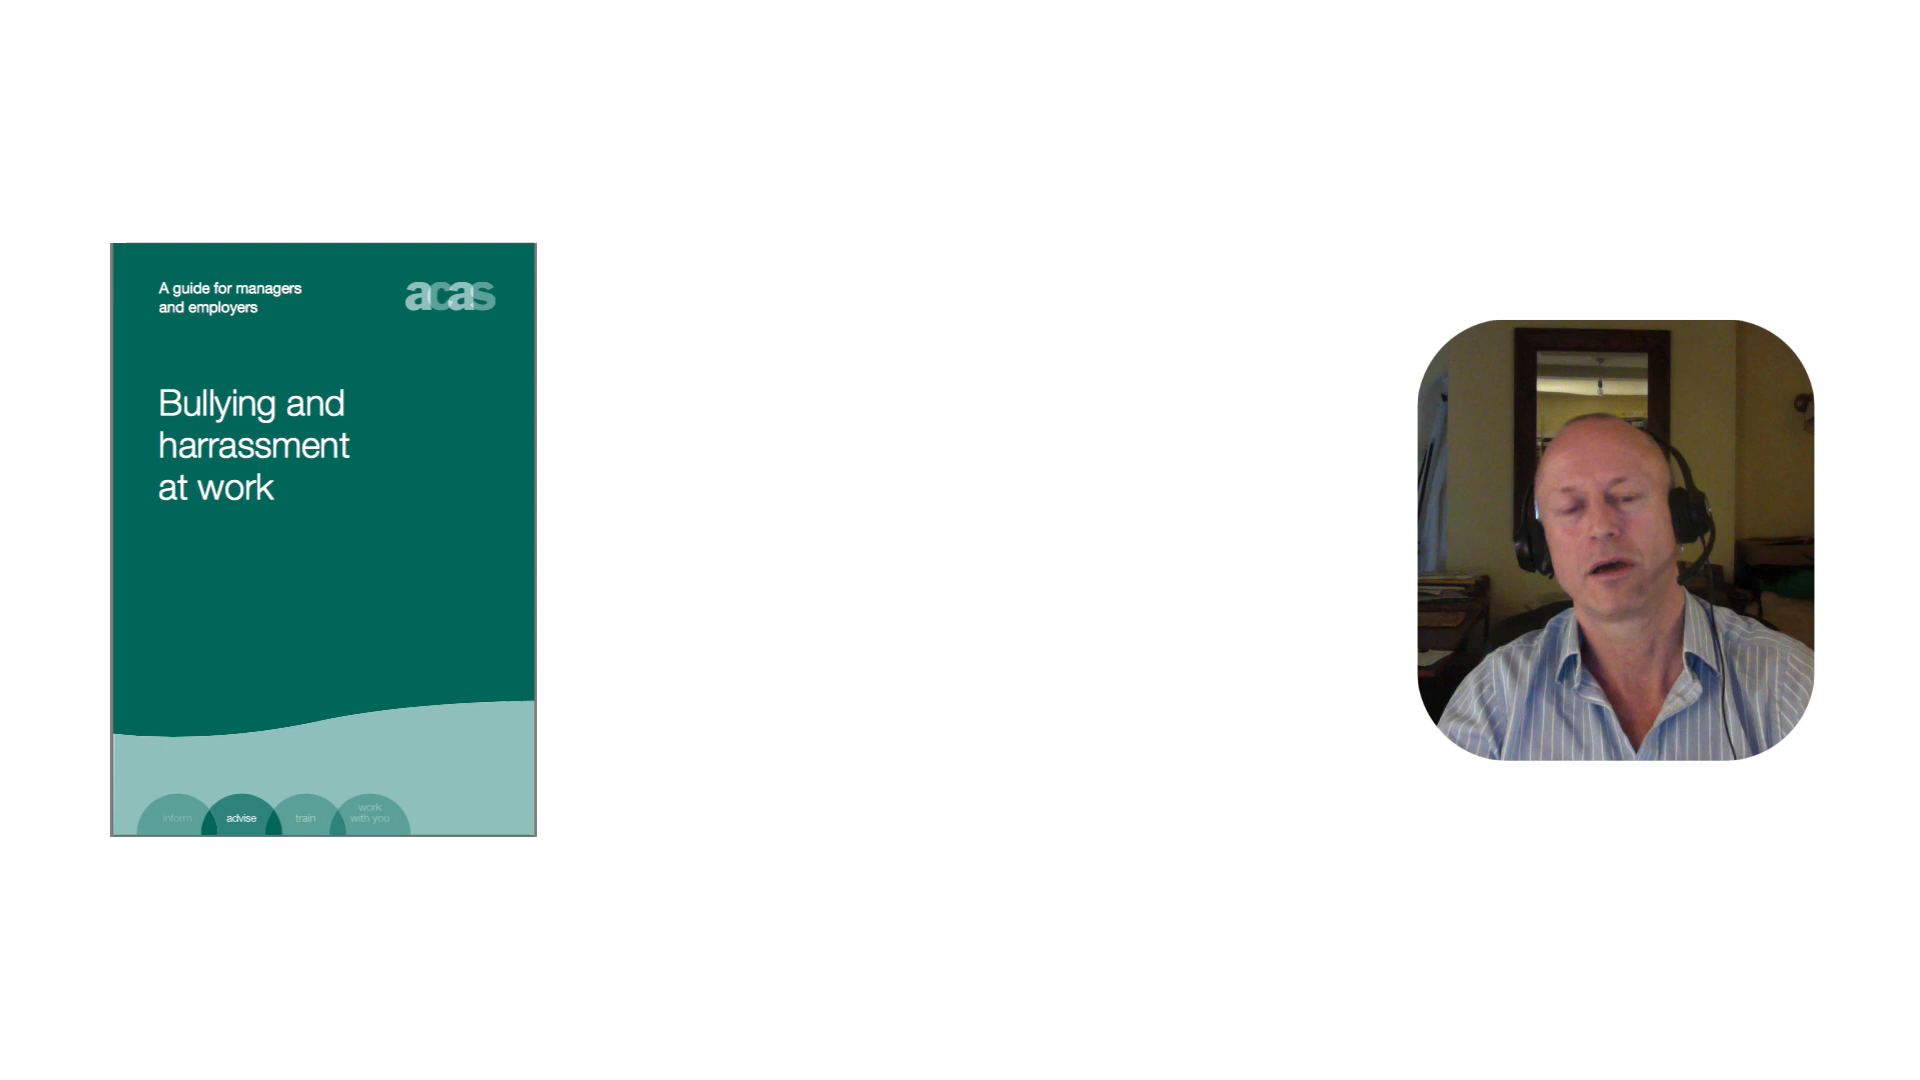 A guide for managers
and employers
acas
Bullying and
harrassment
at work
inform
advise
train
work
with you